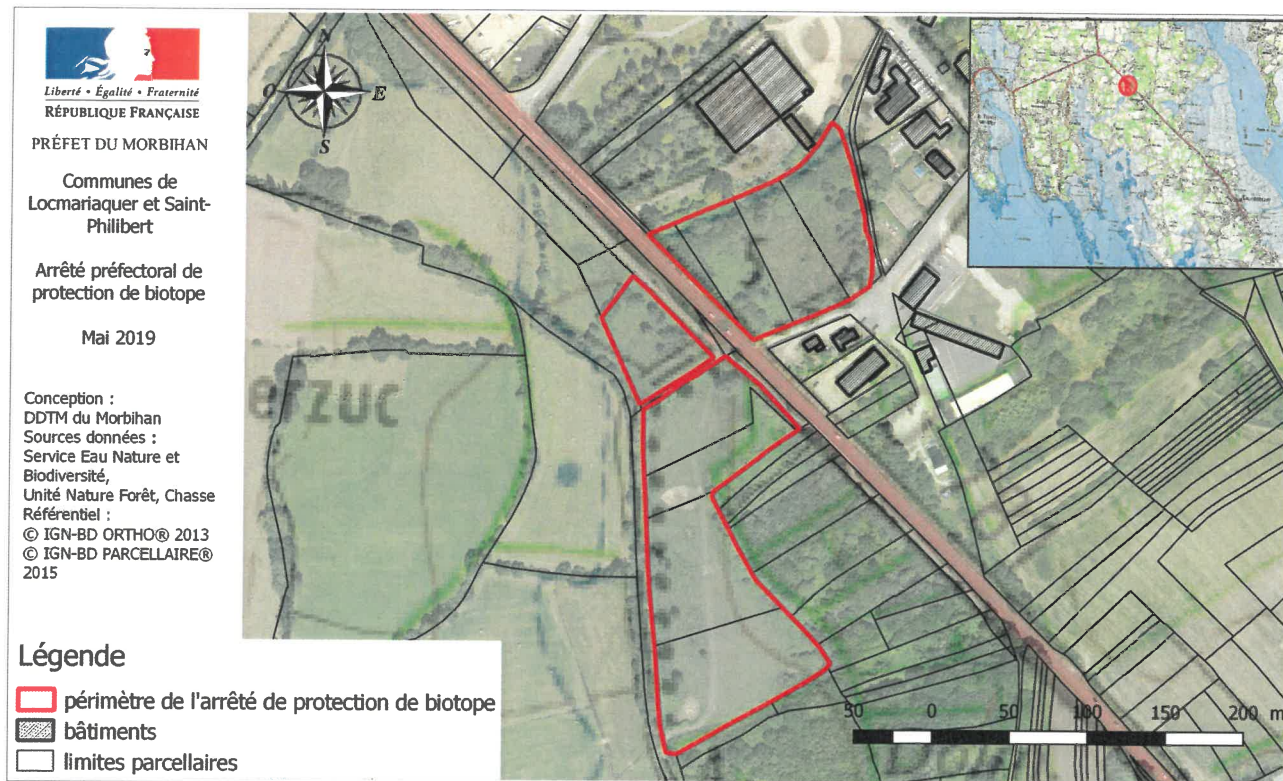 Liberté • Égalité • Fraternité
RÉPUBLIQUE FRANÇAISE
PRÉFET DU MORBIHAN
Communes de
Locmariaquer et Saint-
Philibert
Arrêté préfectoral de
protection de biotope
Mai 2019
Conception :
DDTM du Morbihan
Sources données :
Service Eau Nature et
Biodiversité,
Unité Nature Forêt, Chasse
Référentiel :
© IGN-BD ORTHO® 2013
© IGN-BD PARCELLAIRE®
2015
N
O
E
S
erzuc
Légende
périmètre de l'arrêté de protection de biotope
bâtiments
limites parcellaires
50 0 50 100 150 200 m